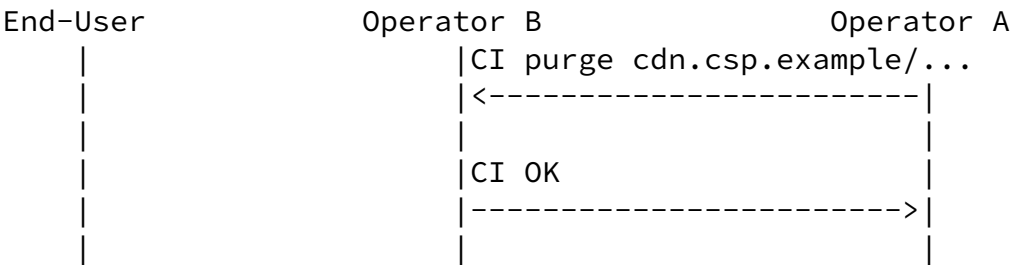 End-User Operator B Operator A
CI purge cdn.csp.example/...
CI OK